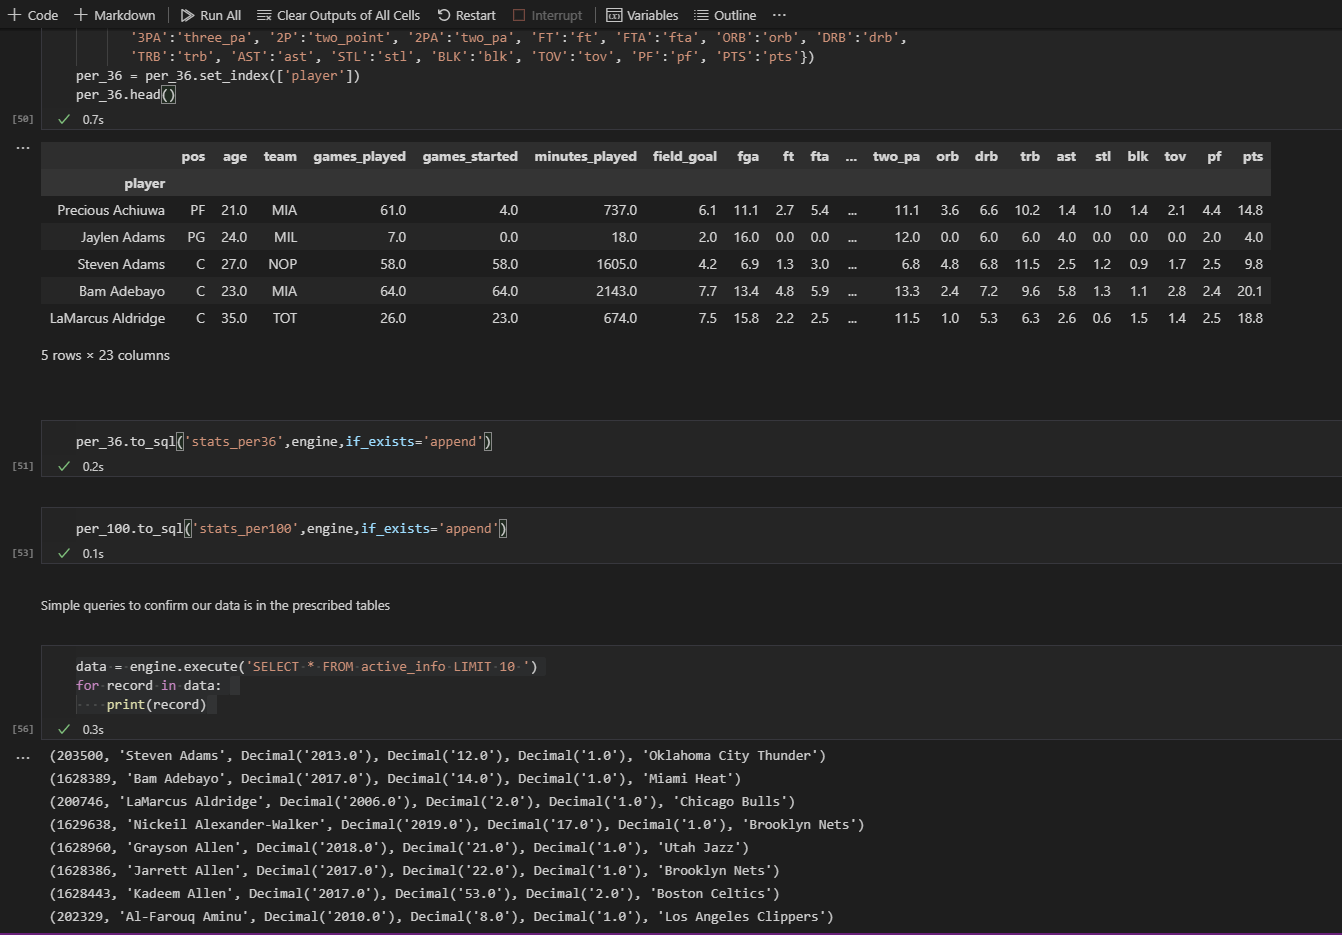 Code Markdown Run All Clear Outputs of All Cells Restart Interrupt Variables Outline ...
'3PA':'three_pa', '2P':'two_point', '2PA':'two_pa', 'FT':'ft', 'FTA':'fta', 'ORB':'orb', 'DRB':'drb',
'TRB':'trb', 'AST':'ast', 'STL':'stl', 'BLK':'blk', 'TOV':'tov', 'PF':'pf', 'PTS':'pts'})
per_36 = per_36.set_index(['player'])
per_36.head()
[50] ✓ 0.7s
...
pos age team games_played games_started minutes_played field_goal fga ft fta ... two_pa orb drb trb ast stl blk tov pf pts
player
Precious Achiuwa PF 21.0 MIA 61.0 4.0 737.0 6.1 11.1 2.7 5.4 ... 11.1 3.6 6.6 10.2 1.4 1.0 1.4 2.1 4.4 14.8
Jaylen Adams PG 24.0 MIL 7.0 0.0 18.0 2.0 16.0 0.0 0.0 ... 12.0 0.0 6.0 6.0 4.0 0.0 0.0 0.0 2.0 4.0
Steven Adams C 27.0 NOP 58.0 58.0 1605.0 4.2 6.9 1.3 3.0 ... 6.8 4.8 6.8 11.5 2.5 1.2 0.9 1.7 2.5 9.8
Bam Adebayo C 23.0 MIA 64.0 64.0 2143.0 7.7 13.4 4.8 5.9 ... 13.3 2.4 7.2 9.6 5.8 1.3 1.1 2.8 2.4 20.1
LaMarcus Aldridge C 35.0 TOT 26.0 23.0 674.0 7.5 15.8 2.2 2.5 ... 11.5 1.0 5.3 6.3 2.6 0.6 1.5 1.4 2.5 18.8
5 rows × 23 columns
per_36.to_sql('stats_per36',engine,if_exists='append')
[51] ✓ 0.2s
per_100.to_sql('stats_per100',engine,if_exists='append')
[53] ✓ 0.1s
Simple queries to confirm our data is in the prescribed tables
data = engine.execute('SELECT * FROM active_info LIMIT 10 ')
for record in data:
print(record)
[56] ✓ 0.3s
...
(203500, 'Steven Adams', Decimal('2013.0'), Decimal('12.0'), Decimal('1.0'), 'Oklahoma City Thunder')
(1628389, 'Bam Adebayo', Decimal('2017.0'), Decimal('14.0'), Decimal('1.0'), 'Miami Heat')
(200746, 'LaMarcus Aldridge', Decimal('2006.0'), Decimal('2.0'), Decimal('1.0'), 'Chicago Bulls')
(1629638, 'Nickeil Alexander-Walker', Decimal('2019.0'), Decimal('17.0'), Decimal('1.0'), 'Brooklyn Nets')
(1628960, 'Grayson Allen', Decimal('2018.0'), Decimal('21.0'), Decimal('1.0'), 'Utah Jazz')
(1628386, 'Jarrett Allen', Decimal('2017.0'), Decimal('22.0'), Decimal('1.0'), 'Brooklyn Nets')
(1628443, 'Kadeem Allen', Decimal('2017.0'), Decimal('53.0'), Decimal('2.0'), 'Boston Celtics')
(202329, 'Al-Farouq Aminu', Decimal('2010.0'), Decimal('8.0'), Decimal('1.0'), 'Los Angeles Clippers')